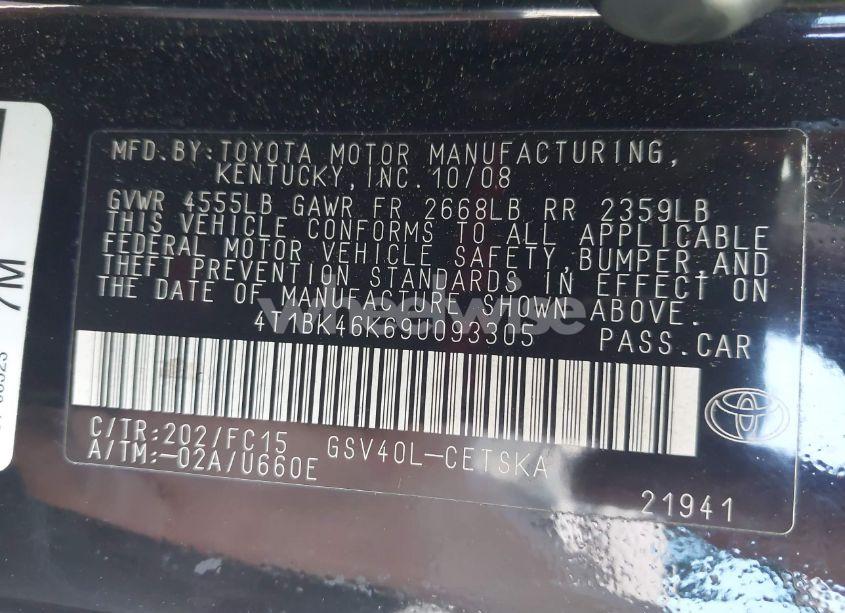 MFD.BY:TOYOTA MOTOR MANUFACTURING,
KENTUCKY,INC. 10/08
GVWR 4555LB GAWR FR 2668LB RR 2359LB
THIS VEHICLE CONFORMS TO ALL APPLICABLE
FEDERAL MOTOR VEHICLE SAFETY,BUMPER,AND
THEFT PREVENTION STANDARDS IN EFFECT ON
THE DATE OF MANUFACTURE SHOWN ABOVE.
wheelwise
4T1BK46K69U093305 PASS.CAR
C/TR:202/FC15 GSV40L-CETSKA
A/TM:-02A/U660E
21941
7M